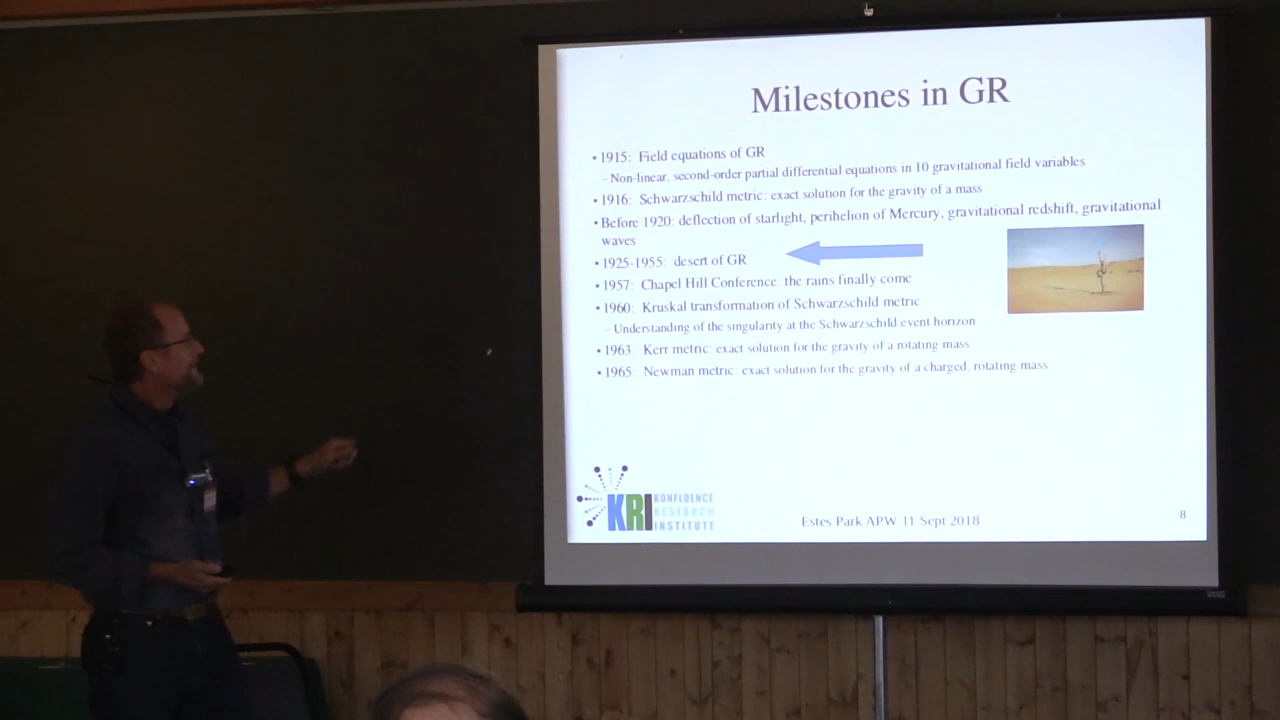 Milestones in GR
• 1915: Field equations of GR
– Non-linear, second-order partial differential equations in 10 gravitational field variables
• 1916: Schwarzschild metric: exact solution for the gravity of a mass
• Before 1920: deflection of starlight, perihelion of Mercury, gravitational redshift, gravitational
waves
• 1925-1955: desert of GR
• 1957: Chapel Hill Conference: the rains finally come
• 1960: Kruskal transformation of Schwarzschild metric
– Understanding of the singularity at the Schwarzschild event horizon
• 1963: Kerr metric: exact solution for the gravity of a rotating mass
• 1965: Newman metric: exact solution for the gravity of a charged, rotating mass
KRI
KONFLUENCE
RESEARCH
INSTITUTE
Estes Park APW 11 Sept 2018
8